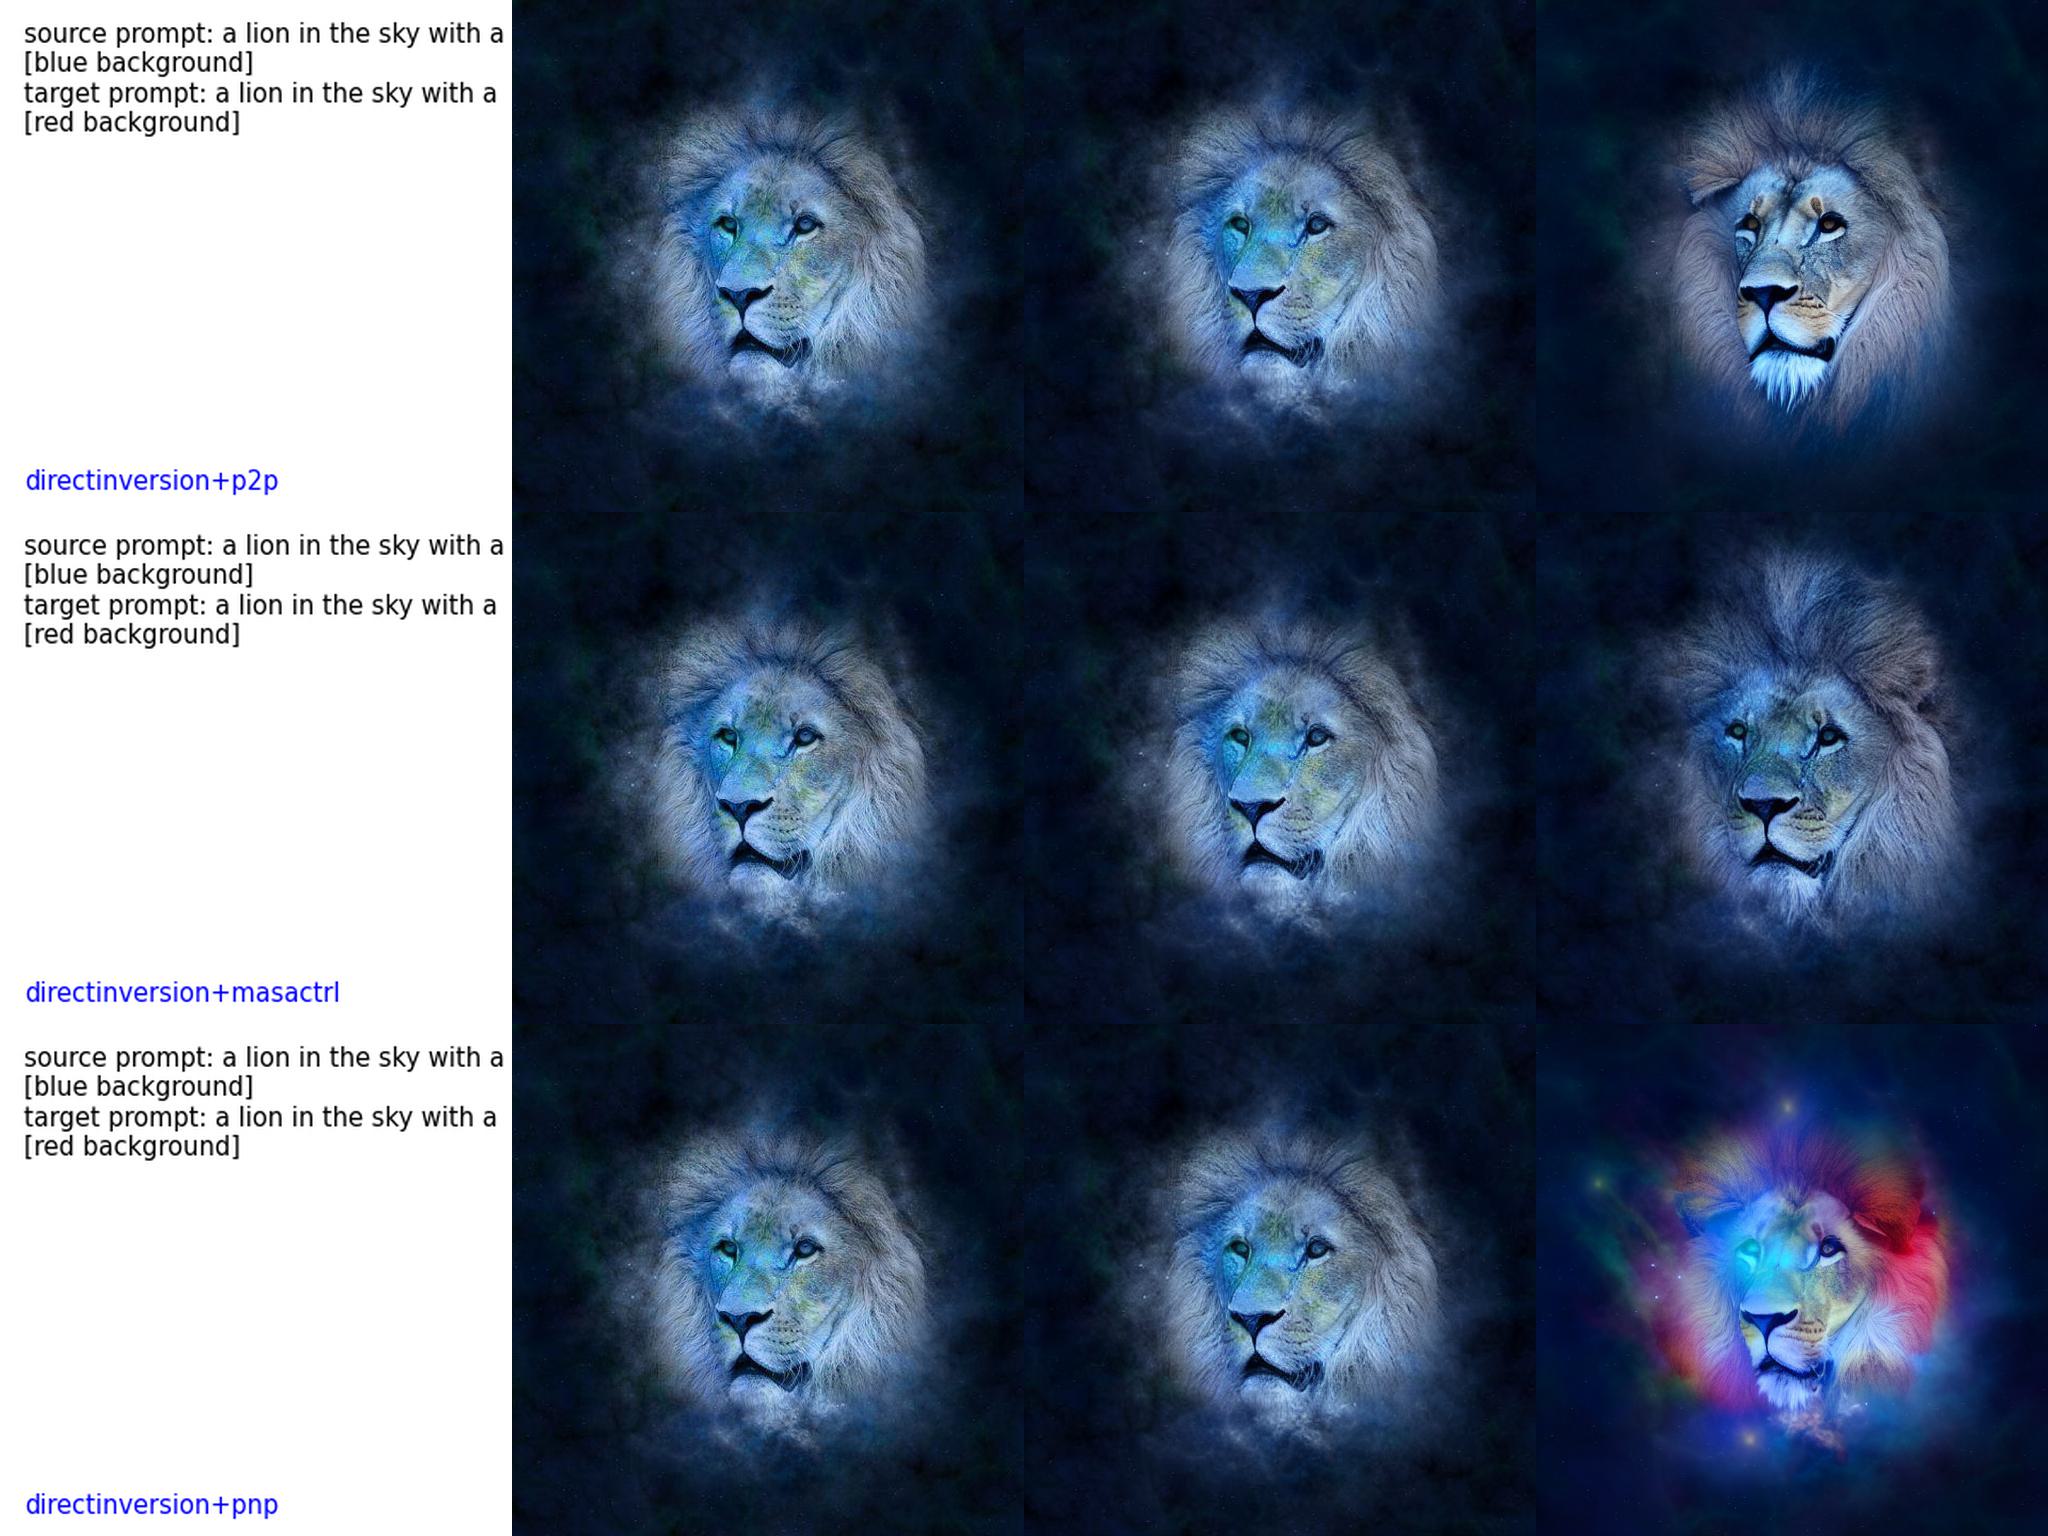 source prompt: a lion in the sky with a
[blue background]
target prompt: a lion in the sky with a
[red background]
directinversion+p2p
source prompt: a lion in the sky with a
[blue background]
target prompt: a lion in the sky with a
[red background]
directinversion+masactrl
source prompt: a lion in the sky with a
[blue background]
target prompt: a lion in the sky with a
[red background]
directinversion+pnp